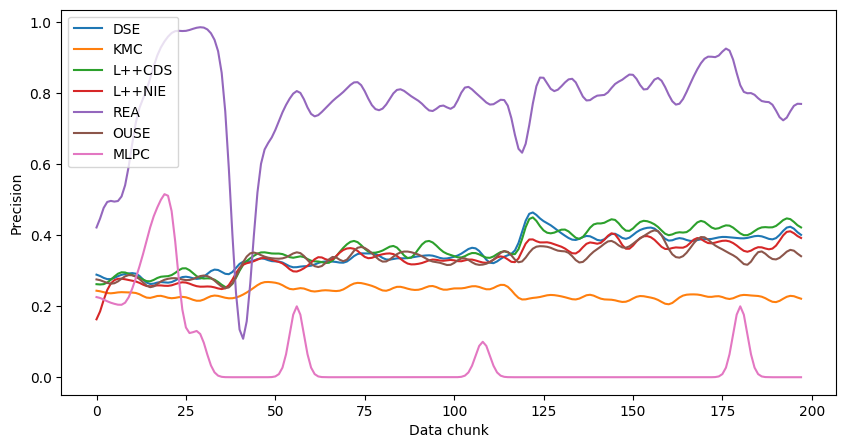 1.0
0.8
0.6
0.4
0.2
0.0
Precision
DSE
KMC
L++CDS
L++NIE
REA
OUSE
MLPC
0 25 50 75 100 125 150 175 200
Data chunk